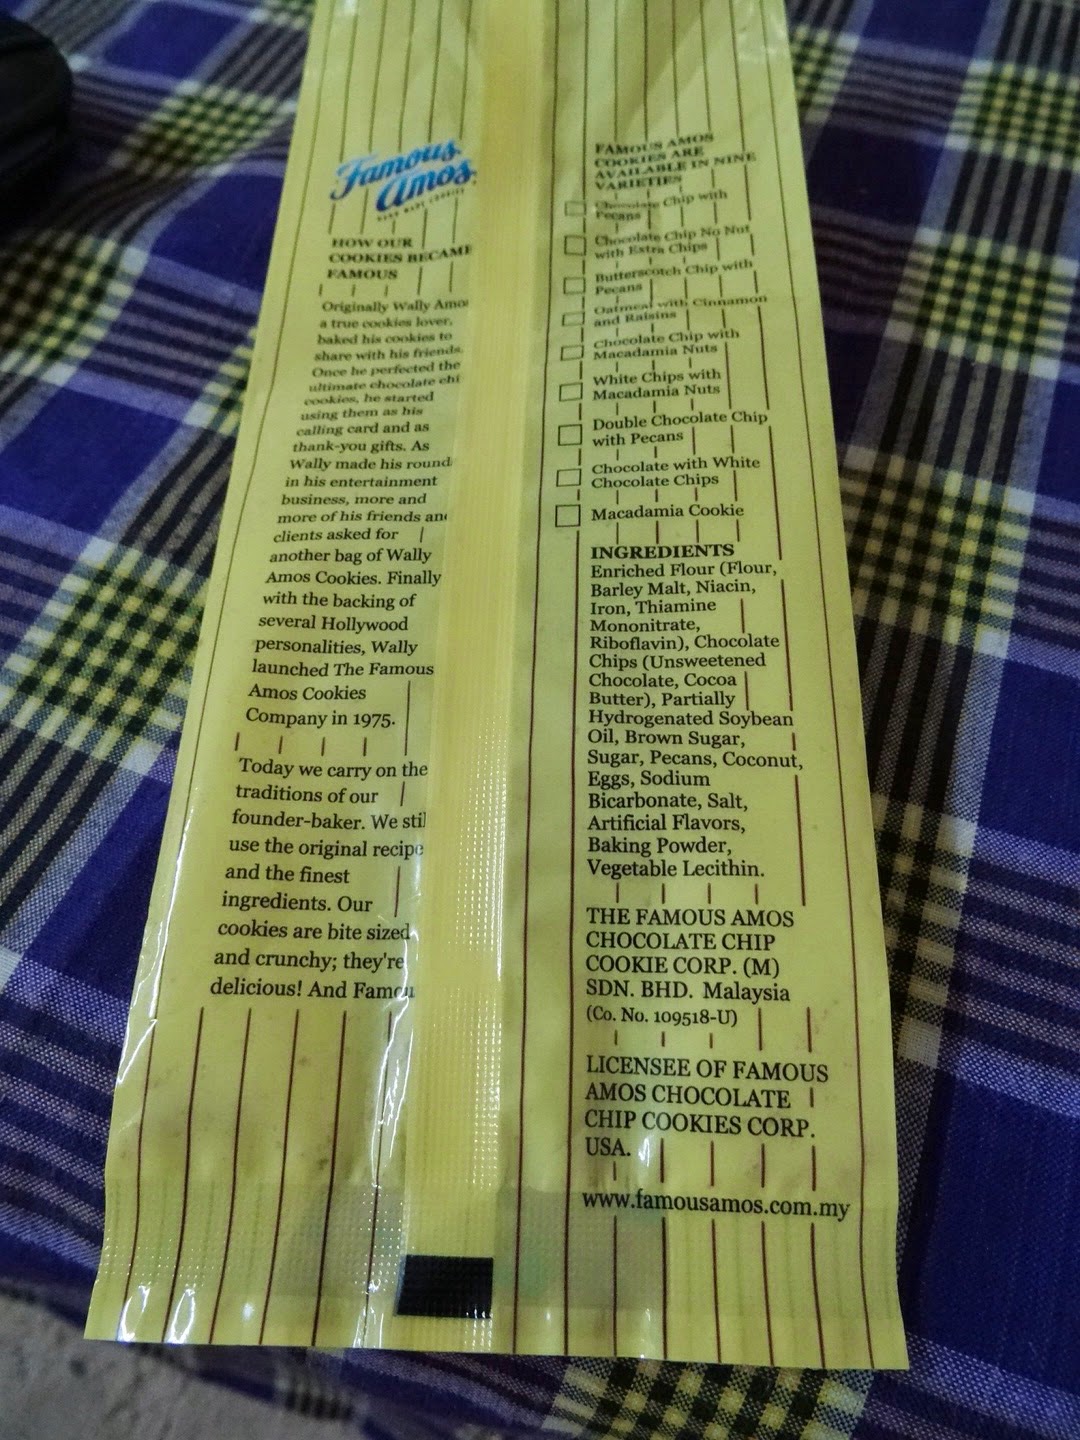 Famous
Amos
HAND MADE COOKIES
HOW OUR
COOKIES BECAME
FAMOUS
Originally Wally Amos
a true cookies lover,
baked his cookies to
share with his friends.
Once he perfected the
ultimate chocolate chi
cookies, he started
using them as his
calling card and as
thank-you gifts. As
Wally made his round
in his entertainment
business, more and
more of his friends and
clients asked for
another bag of Wally
Amos Cookies. Finally
with the backing of
several Hollywood
personalities, Wally
launched The Famous
Amos Cookies
Company in 1975.
Today we carry on the
traditions of our
founder-baker. We stil
use the original recipe
and the finest
ingredients. Our
cookies are bite sized
and crunchy; they're
delicious! And Famou
FAMOUS AMOS
COOKIES ARE
AVAILABLE IN NINE
VARIETIES
Chocolate Chip with
Pecans
Chocolate Chip No Nut
with Extra Chips
Butterscotch Chip with
Pecans
Oatmeal with Cinnamon
and Raisins
Chocolate Chip with
Macadamia Nuts
White Chips with
Macadamia Nuts
Double Chocolate Chip
with Pecans
Chocolate with White
Chocolate Chips
Macadamia Cookie
INGREDIENTS
Enriched Flour (Flour,
Barley Malt, Niacin,
Iron, Thiamine
Mononitrate,
Riboflavin), Chocolate
Chips (Unsweetened
Chocolate, Cocoa
Butter), Partially
Hydrogenated Soybean
Oil, Brown Sugar,
Sugar, Pecans, Coconut,
Eggs, Sodium
Bicarbonate, Salt,
Artificial Flavors,
Baking Powder,
Vegetable Lecithin.
THE FAMOUS AMOS
CHOCOLATE CHIP
COOKIE CORP. (M)
SDN. BHD. Malaysia
(Co. No. 109518-U)
LICENSEE OF FAMOUS
AMOS CHOCOLATE
CHIP COOKIES CORP.
USA.
www.famousamos.com.my